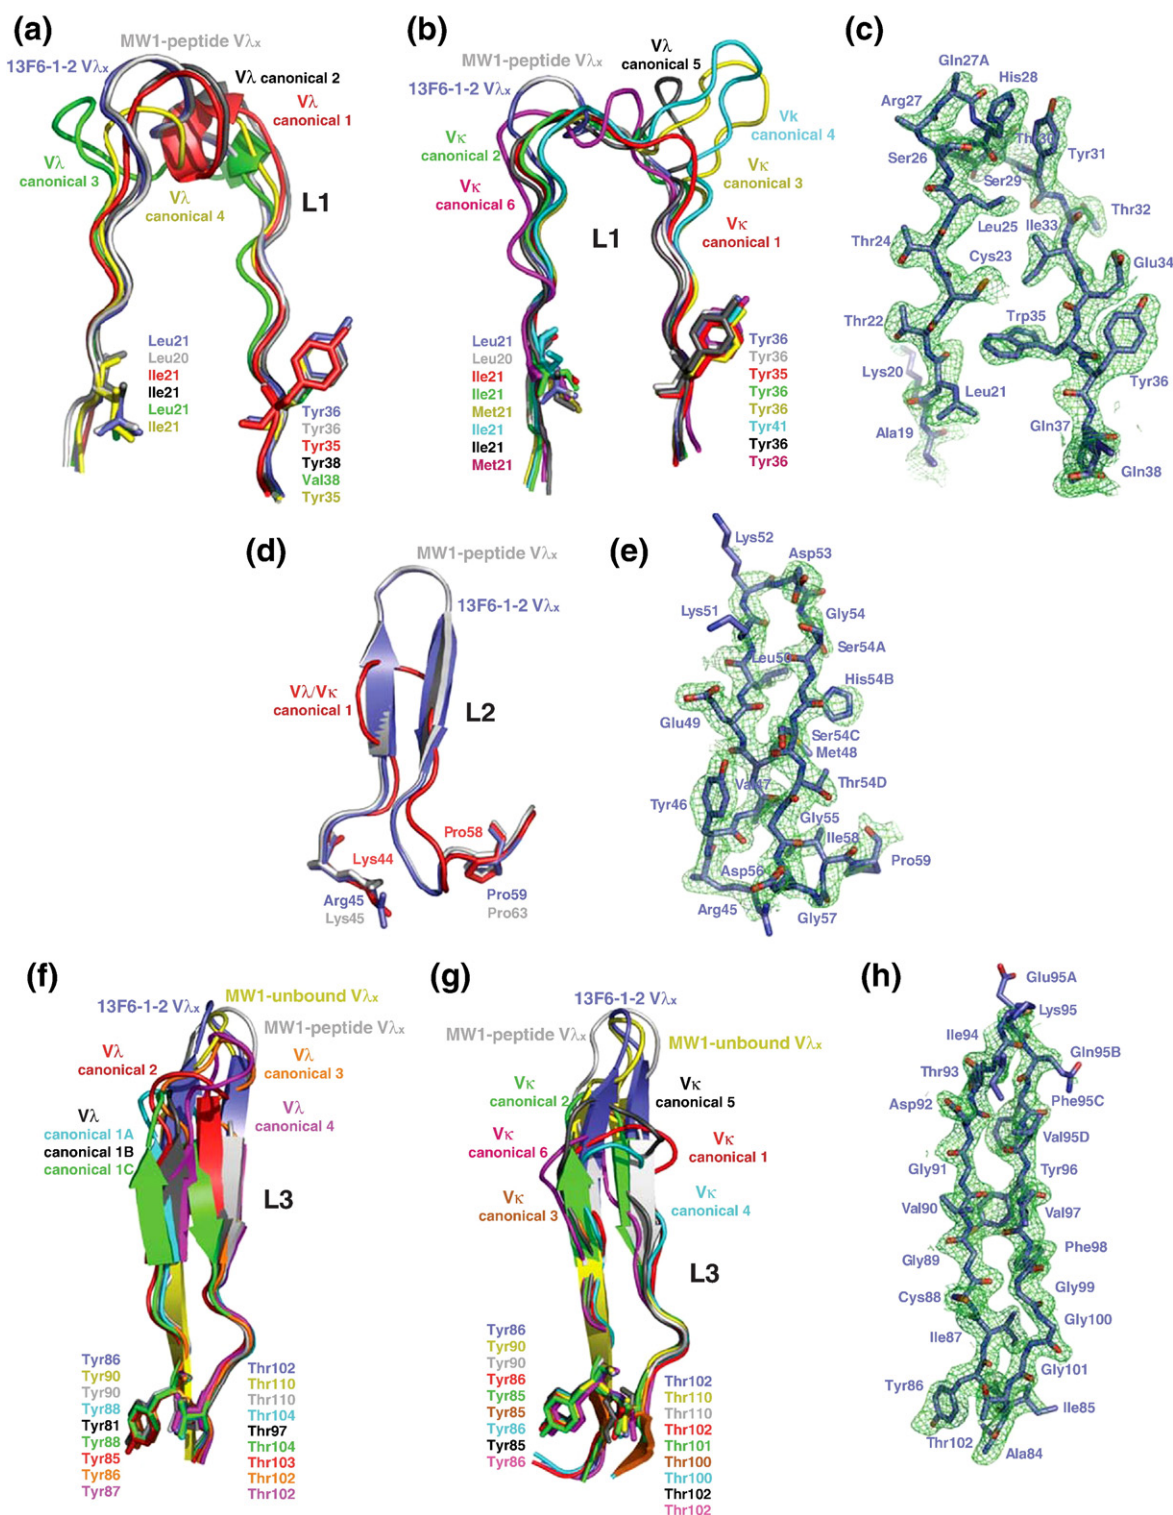 (a)
MW1-peptide Vλx
13F6-1-2 Vλx
Vλ canonical 2
Vλ
canonical 1
Vλ
canonical 3
Vλ
canonical 4
L1
Leu21
Leu20
Ile21
Ile21
Leu21
Ile21
Tyr36
Tyr36
Tyr35
Tyr38
Val38
Tyr35
(b)
Vλ
canonical 5
MW1-peptide Vλx
13F6-1-2 Vλx
Vk
canonical 4
Vκ
canonical 2
Vκ
canonical 3
Vκ
canonical 6
Vκ
canonical 1
L1
Leu21
Leu20
Ile21
Ile21
Met21
Ile21
Ile21
Met21
Tyr36
Tyr36
Tyr35
Tyr36
Tyr36
Tyr41
Tyr36
Tyr36
(c)
Gln27A
His28
Arg27
Thr30
Tyr31
Ser26
Ser29
Thr32
Leu25
Ile33
Thr24
Cys23
Glu34
Thr22
Trp35
Lys20
Leu21
Tyr36
Ala19
Gln37
Gln38
(d)
MW1-peptide Vλx
13F6-1-2 Vλx
Vλ/Vκ
canonical 1
L2
Pro58
Lys44
Arg45
Lys45
Pro59
Pro63
(e)
Lys52
Asp53
Lys51
Gly54
Ser54A
Leu50
His54B
Glu49
Ser54C
Met48
Val47
Thr54D
Tyr46
Gly55
Ile58
Asp56
Pro59
Arg45
Gly57
(f)
MW1-unbound Vλx
13F6-1-2 Vλx
MW1-peptide Vλx
Vλ
canonical 2
Vλ
canonical 3
Vλ
canonical 1A
canonical 1B
canonical 1C
Vλ
canonical 4
L3
Tyr86
Tyr90
Tyr90
Tyr88
Tyr81
Tyr88
Tyr85
Tyr86
Tyr87
Thr102
Thr110
Thr110
Thr104
Thr97
Thr104
Thr103
Thr102
Thr102
(g)
13F6-1-2 Vλx
MW1-peptide Vλx
MW1-unbound Vλx
Vκ
canonical 2
Vκ
canonical 5
Vκ
canonical 6
Vκ
canonical 1
Vκ
canonical 3
Vκ
canonical 4
L3
Tyr86
Tyr90
Tyr90
Tyr86
Tyr85
Tyr85
Tyr86
Tyr85
Tyr86
Thr102
Thr110
Thr110
Thr102
Thr101
Thr100
Thr100
Thr102
Thr102
(h)
Glu95A
Lys95
Ile94
Gln95B
Thr93
Phe95C
Asp92
Val95D
Gly91
Tyr96
Val90
Val97
Phe98
Gly89
Gly99
Cys88
Gly100
Ile87
Gly101
Tyr86
Ile85
Thr102
Ala84